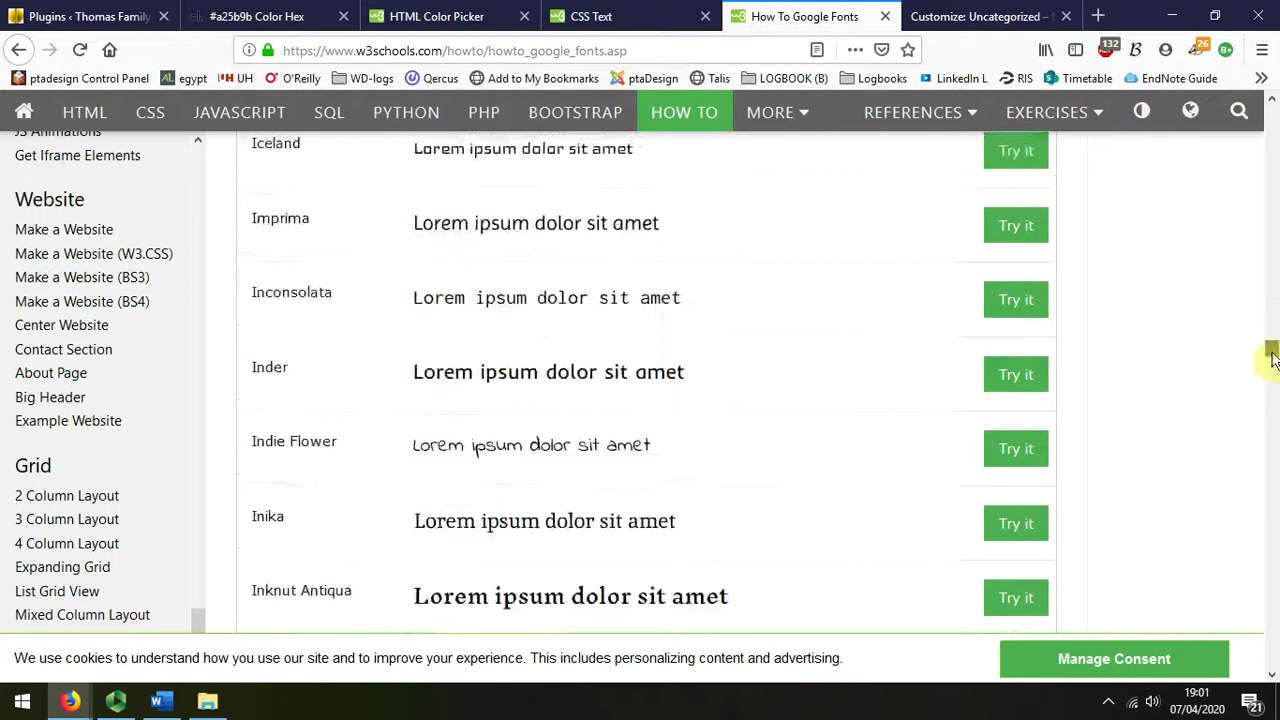 Plugins < Thomas Family
#a25b9b Color Hex
HTML Color Picker
CSS Text
How To Google Fonts
Customize: Uncategorized –
https://www.w3schools.com/howto/howto_google_fonts.asp
132
26
ptadesign Control Panel
egypt
UH
O'Reilly
WD-logs
Qercus
Add to My Bookmarks
ptaDesign
Talis
LOGBOOK (B)
Logbooks
LinkedIn L
RIS
Timetable
EndNote Guide
HTML
CSS
JAVASCRIPT
SQL
PYTHON
PHP
BOOTSTRAP
HOW TO
MORE
REFERENCES
EXERCISES
JS Animations
Get Iframe Elements
Website
Make a Website
Make a Website (W3.CSS)
Make a Website (BS3)
Make a Website (BS4)
Center Website
Contact Section
About Page
Big Header
Example Website
Grid
2 Column Layout
3 Column Layout
4 Column Layout
Expanding Grid
List Grid View
Mixed Column Layout
Iceland Lorem ipsum dolor sit amet Try it
Imprima Lorem ipsum dolor sit amet Try it
Inconsolata Lorem ipsum dolor sit amet Try it
Inder Lorem ipsum dolor sit amet Try it
Indie Flower Lorem ipsum dolor sit amet Try it
Inika Lorem ipsum dolor sit amet Try it
Inknut Antiqua Lorem ipsum dolor sit amet Try it
We use cookies to understand how you use our site and to improve your experience. This includes personalizing content and advertising.
Manage Consent
19:01
07/04/2020
21